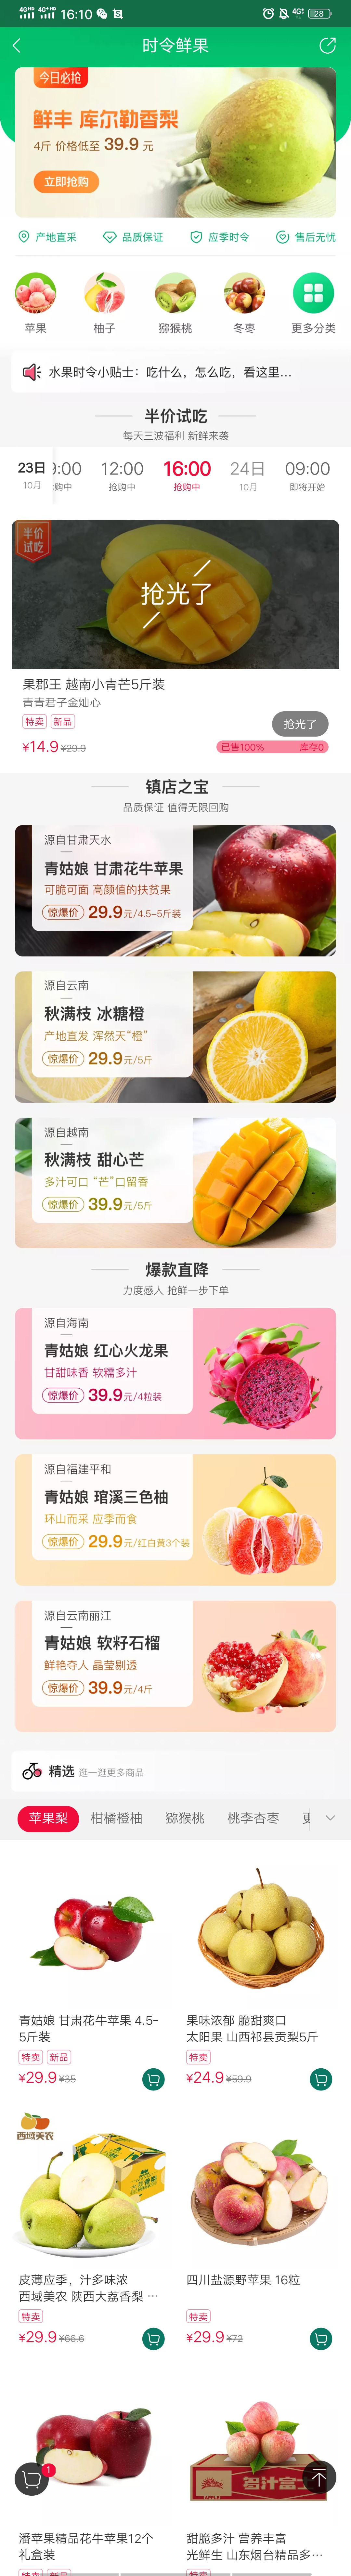 4GHD 4G+HD 16:10 4G 28
时令鲜果
今日必抢
鲜丰 库尔勒香梨
4斤 价格低至 39.9 元
立即抢购
产地直采 品质保证 应季时令 售后无忧
苹果 柚子 猕猴桃 冬枣 更多分类
水果时令小贴士：吃什么，怎么吃，看这里...
半价试吃
每天三波福利 新鲜来袭
23日 9:00 12:00 16:00 24日 09:00
10月 购中 抢购中 抢购中 10月 即将开始
半价
试吃
抢光了
果郡王 越南小青芒5斤装
青青君子金灿心
特卖 新品
抢光了
¥14.9 ¥29.9 已售100% 库存0
镇店之宝
品质保证 值得无限回购
源自甘肃天水
青姑娘 甘肃花牛苹果
可脆可面 高颜值的扶贫果
惊爆价 29.9元/4.5-5斤装
源自云南
秋满枝 冰糖橙
产地直发 浑然天“橙”
惊爆价 29.9元/5斤
源自越南
秋满枝 甜心芒
多汁可口 “芒”口留香
惊爆价 39.9元/5斤
爆款直降
力度感人 抢鲜一步下单
源自海南
青姑娘 红心火龙果
甘甜味香 软糯多汁
惊爆价 39.9元/4粒装
源自福建平和
青姑娘 琯溪三色柚
环山而采 应季而食
惊爆价 29.9元/红白黄3个装
源自云南丽江
青姑娘 软籽石榴
鲜艳夺人 晶莹剔透
惊爆价 39.9元/4斤
精选 逛一逛更多商品
苹果梨 柑橘橙柚 猕猴桃 桃李杏枣
青姑娘 甘肃花牛苹果 4.5-
5斤装
特卖 新品
¥29.9 ¥35
果味浓郁 脆甜爽口
太阳果 山西祁县贡梨5斤
特卖
¥24.9 ¥59.9
西域美农
皮薄应季，汁多味浓
西域美农 陕西大荔香梨 ...
特卖
¥29.9 ¥66.6
四川盐源野苹果 16粒
特卖
¥29.9 ¥72
1
潘苹果精品花牛苹果12个
礼盒装
特卖 新品
多汁富士
甜脆多汁 营养丰富
光鲜生 山东烟台精品多...
特卖